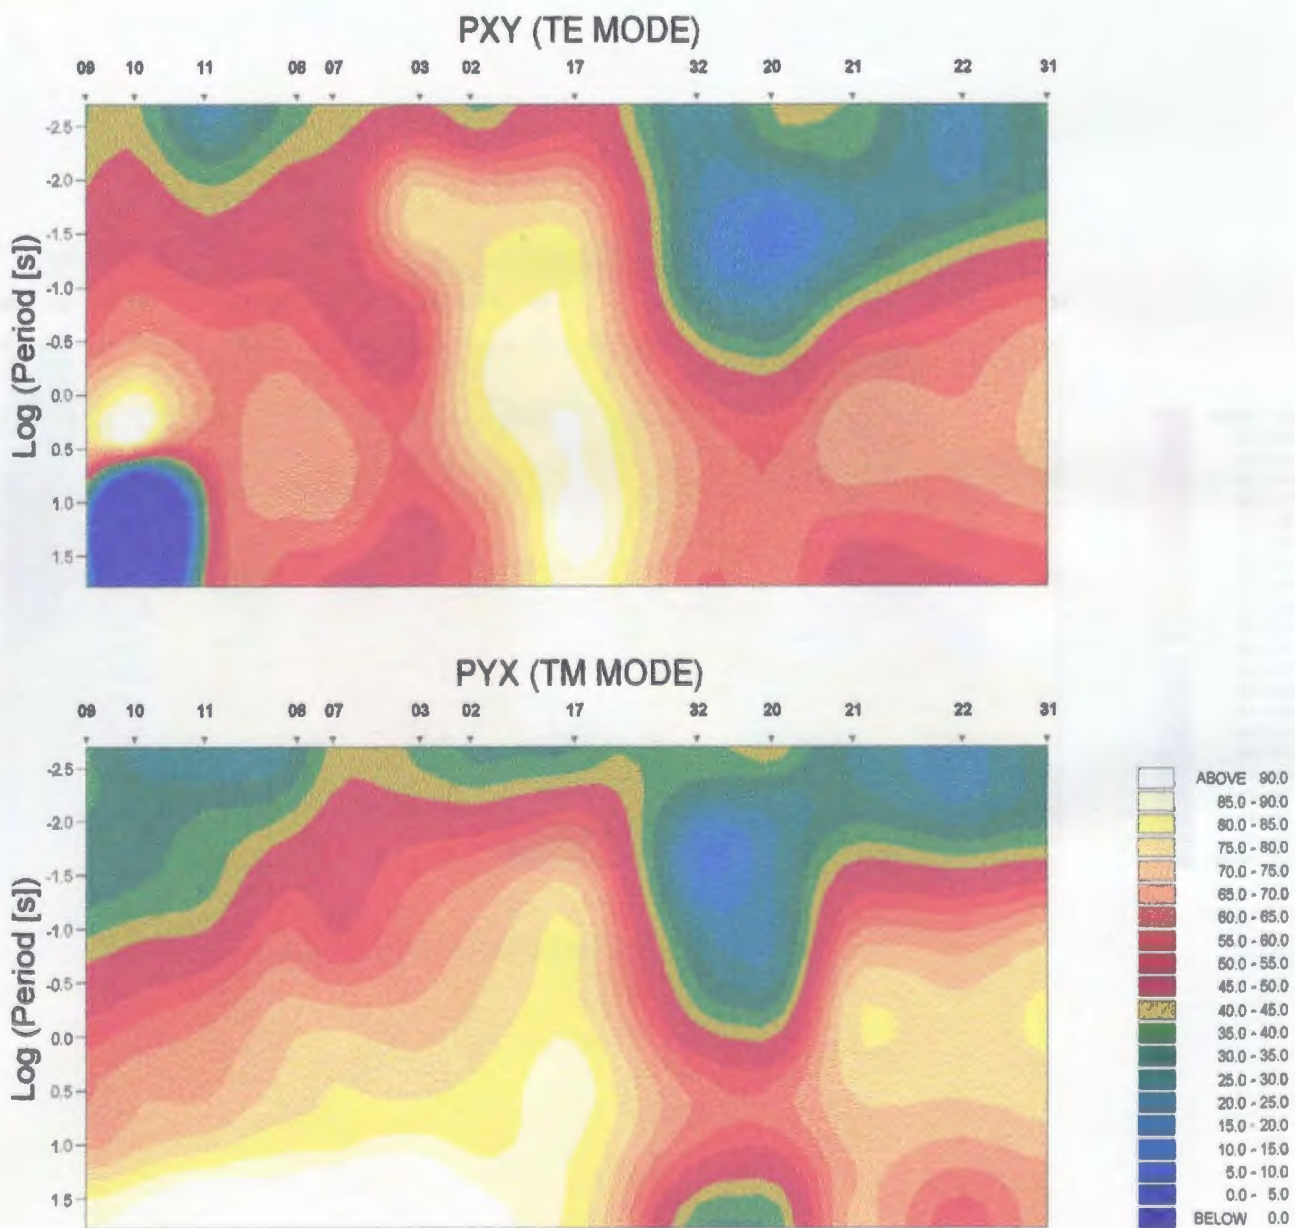 PXY (TE MODE)
09 10 11 06 07 03 02 17 32 20 21 22 31
Log (Period [s])
-2.5
-2.0
-1.5
-1.0
-0.5
0.0
0.5
1.0
1.5
PYX (TM MODE)
09 10 11 06 07 03 02 17 32 20 21 22 31
Log (Period [s])
-2.5
-2.0
-1.5
-1.0
-0.5
0.0
0.5
1.0
1.5
ABOVE 90.0
85.0 - 90.0
80.0 - 85.0
75.0 - 80.0
70.0 - 75.0
65.0 - 70.0
60.0 - 65.0
55.0 - 60.0
50.0 - 55.0
45.0 - 50.0
40.0 - 45.0
35.0 - 40.0
30.0 - 35.0
25.0 - 30.0
20.0 - 25.0
15.0 - 20.0
10.0 - 15.0
5.0 - 10.0
0.0 - 5.0
BELOW 0.0